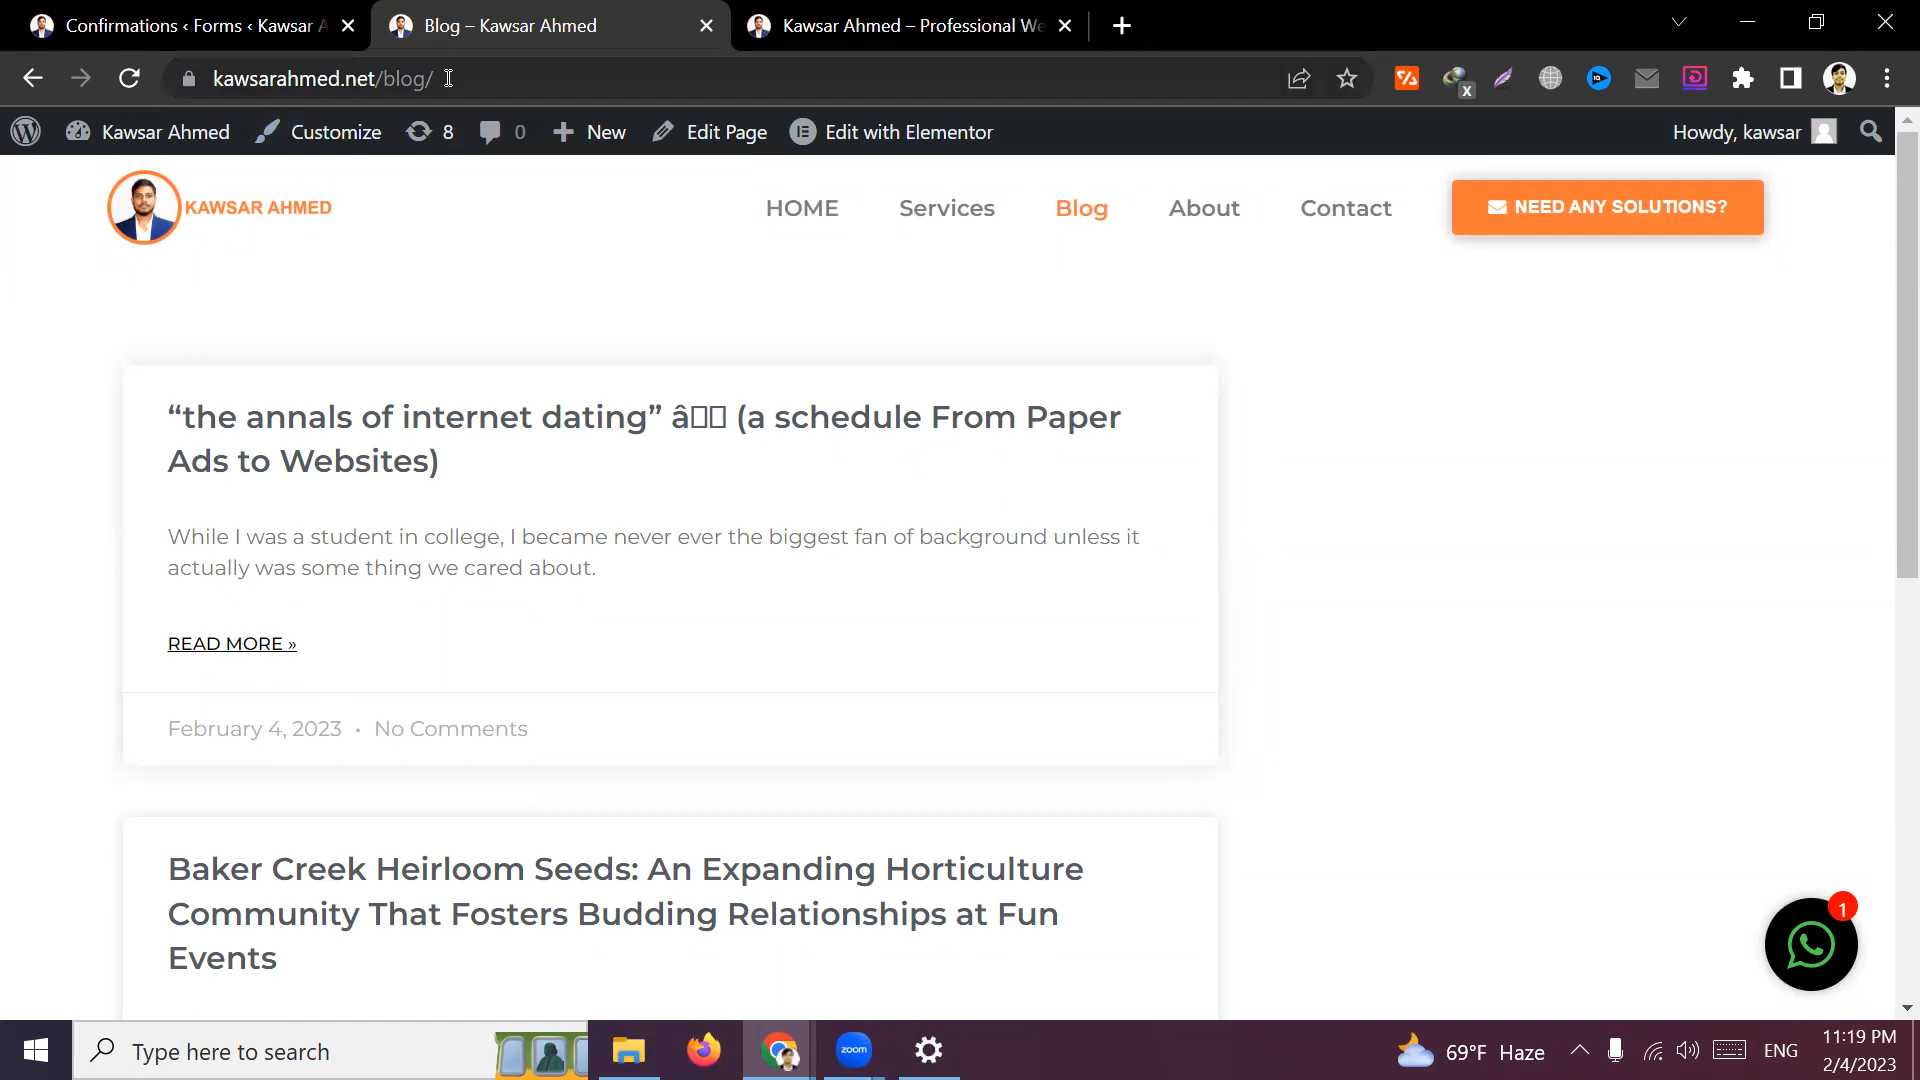 Confirmations ‹ Forms ‹ Kawsar A
Blog – Kawsar Ahmed
Kawsar Ahmed – Professional We
kawsarahmed.net/blog/
Kawsar Ahmed
Customize
8
0
New
Edit Page
Edit with Elementor
Howdy, kawsar
KAWSAR AHMED
HOME
Services
Blog
About
Contact
NEED ANY SOLUTIONS?
“the annals of internet dating” â (a schedule From Paper
Ads to Websites)
While I was a student in college, I became never ever the biggest fan of background unless it
actually was some thing we cared about.
READ MORE »
February 4, 2023 • No Comments
Baker Creek Heirloom Seeds: An Expanding Horticulture
Community That Fosters Budding Relationships at Fun
Events
1
Type here to search
zoom
69°F Haze
ENG
11:19 PM
2/4/2023